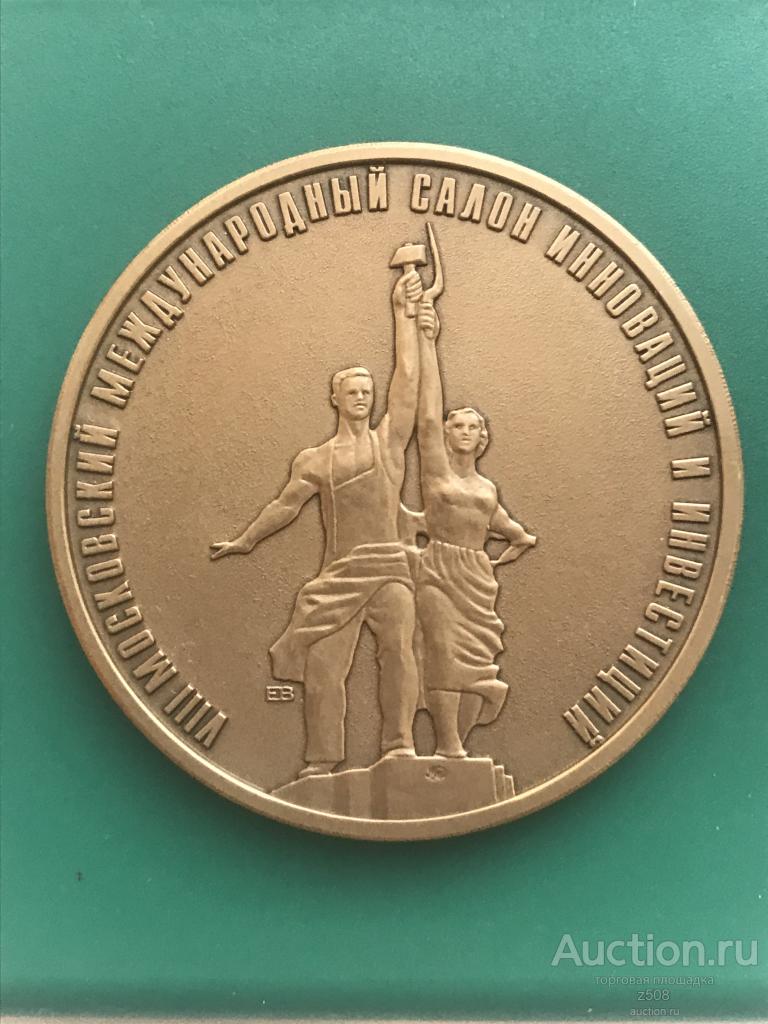 VIII МОСКОВСКИЙ МЕЖДУНАРОДНЫЙ САЛОН ИННОВАЦИЙ И ИНВЕСТИЦИЙ
ЕВ
Auction.ru
торговая площадка
z508
auction.ru